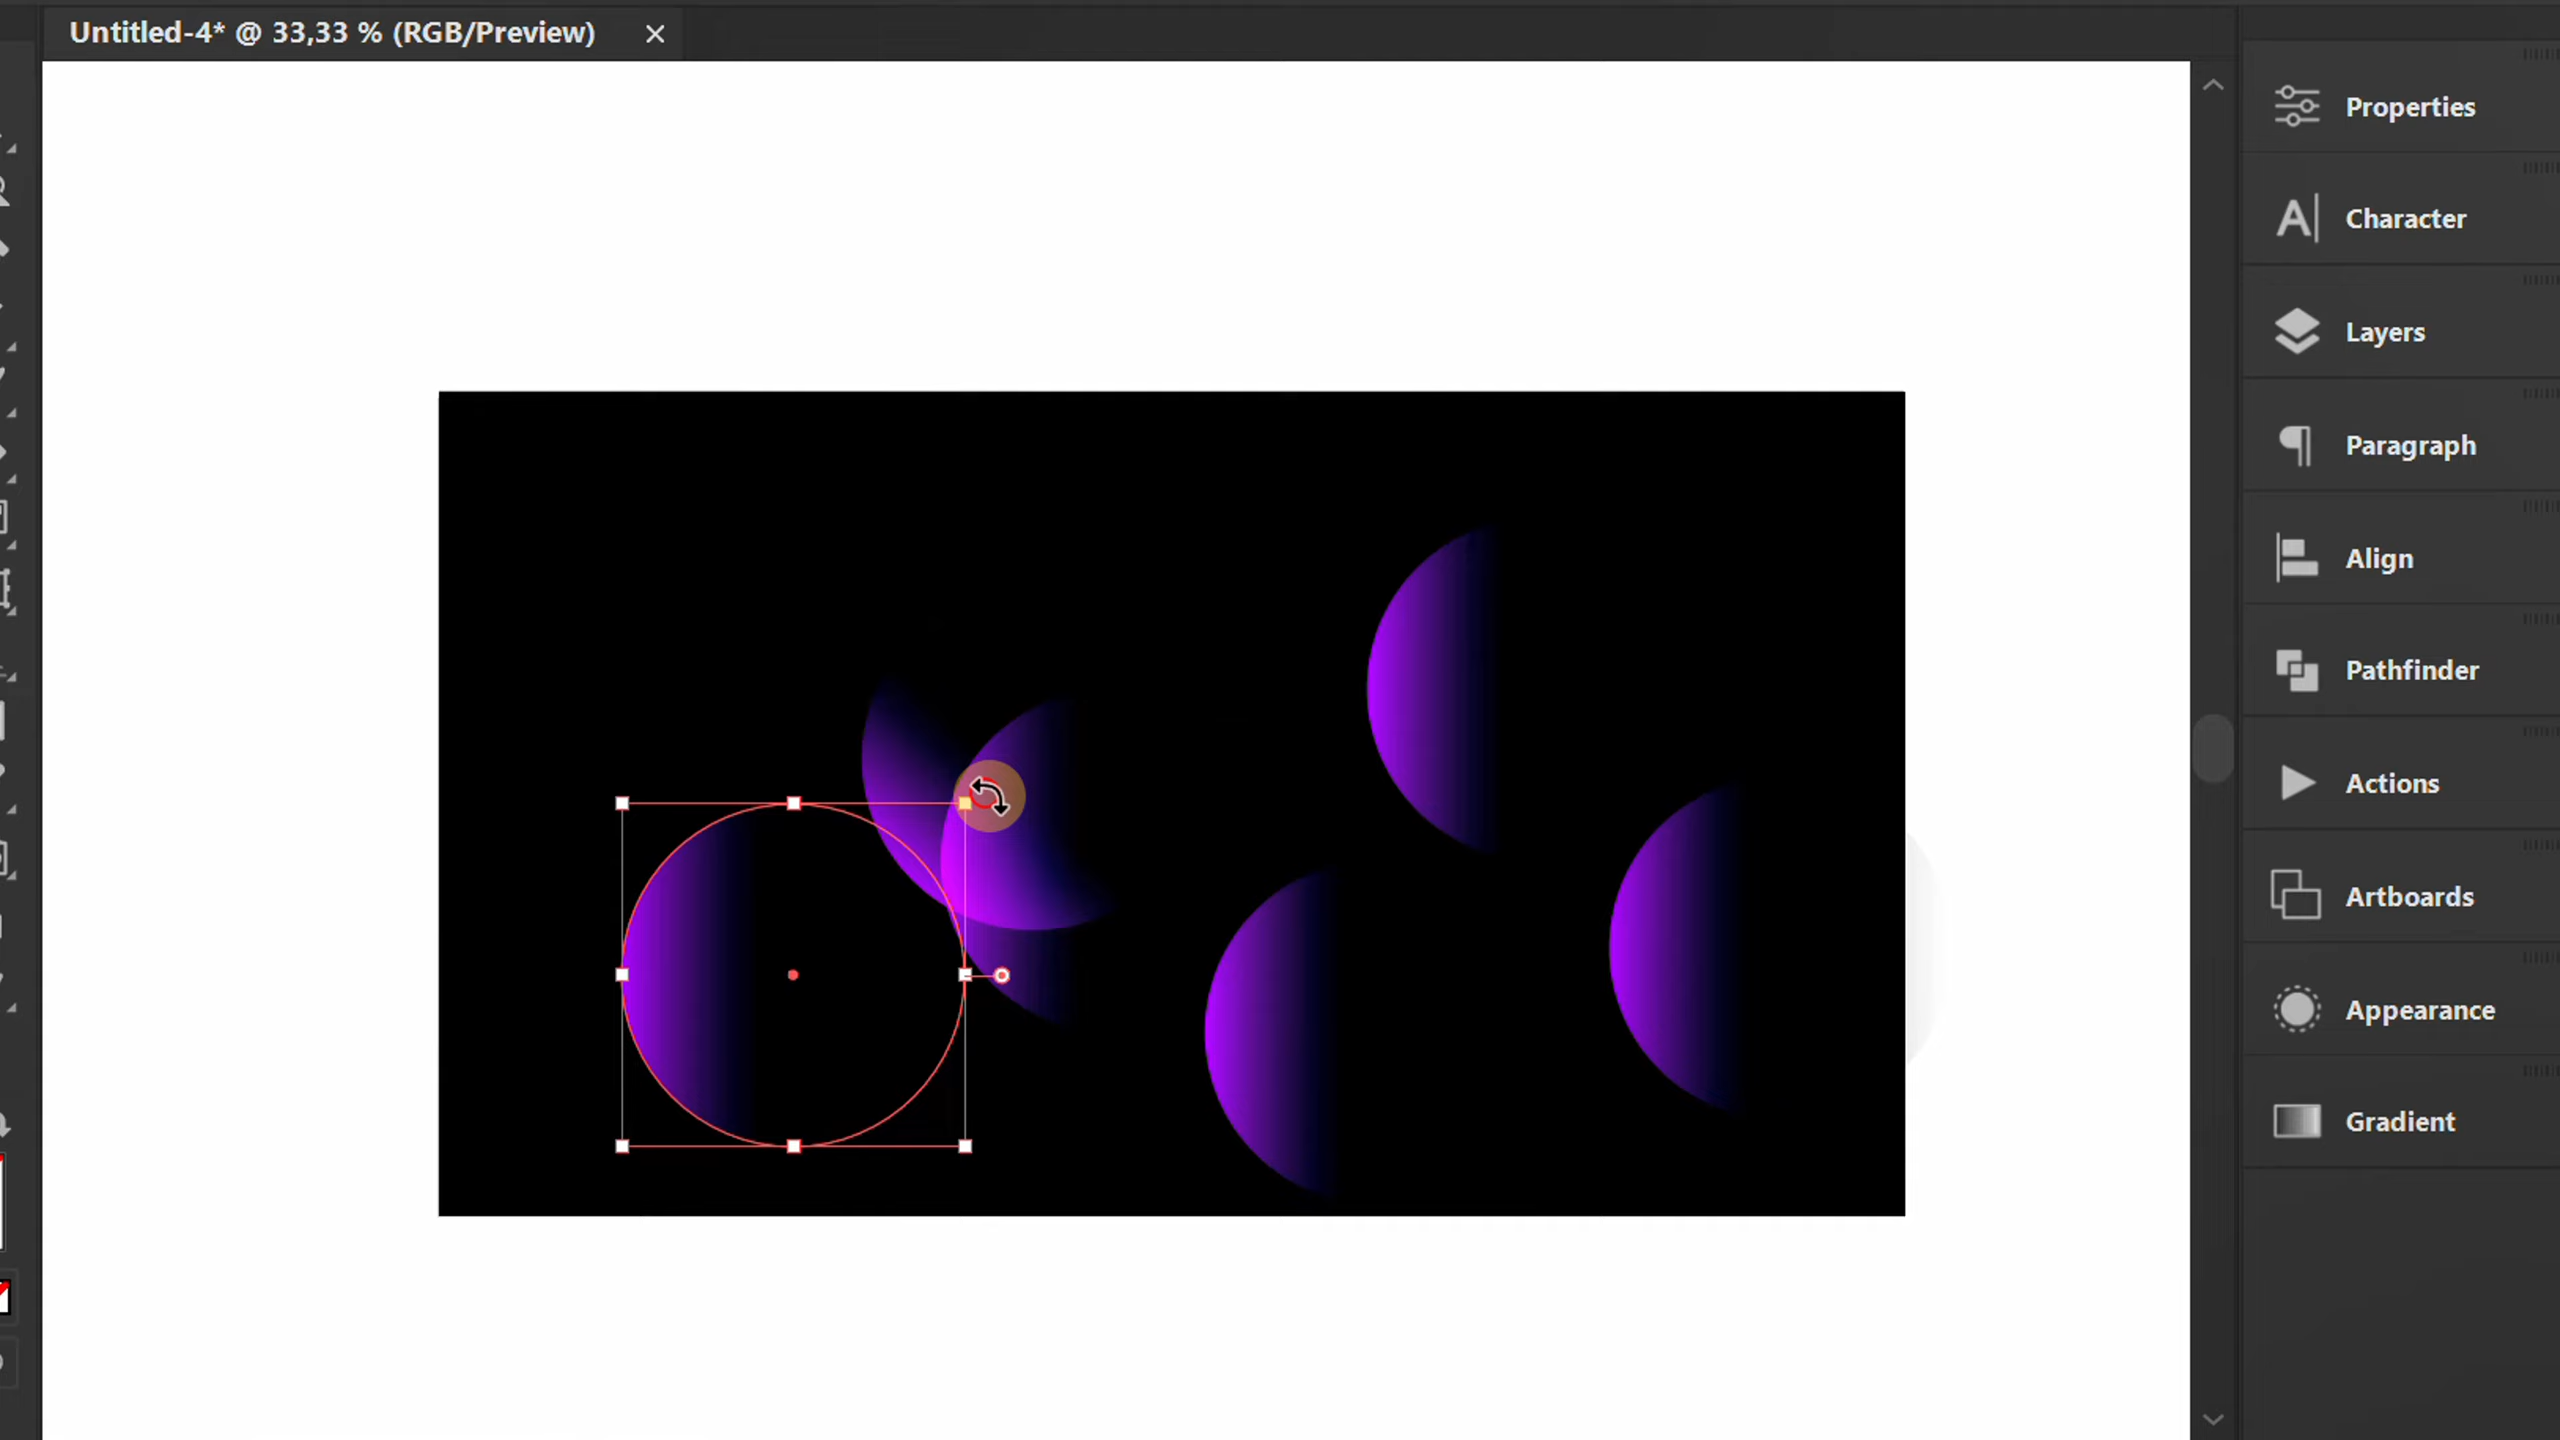 Untitled-4* @ 33,33 % (RGB/Preview)
Properties
Character
Layers
Paragraph
Align
Pathfinder
Actions
Artboards
Appearance
Gradient